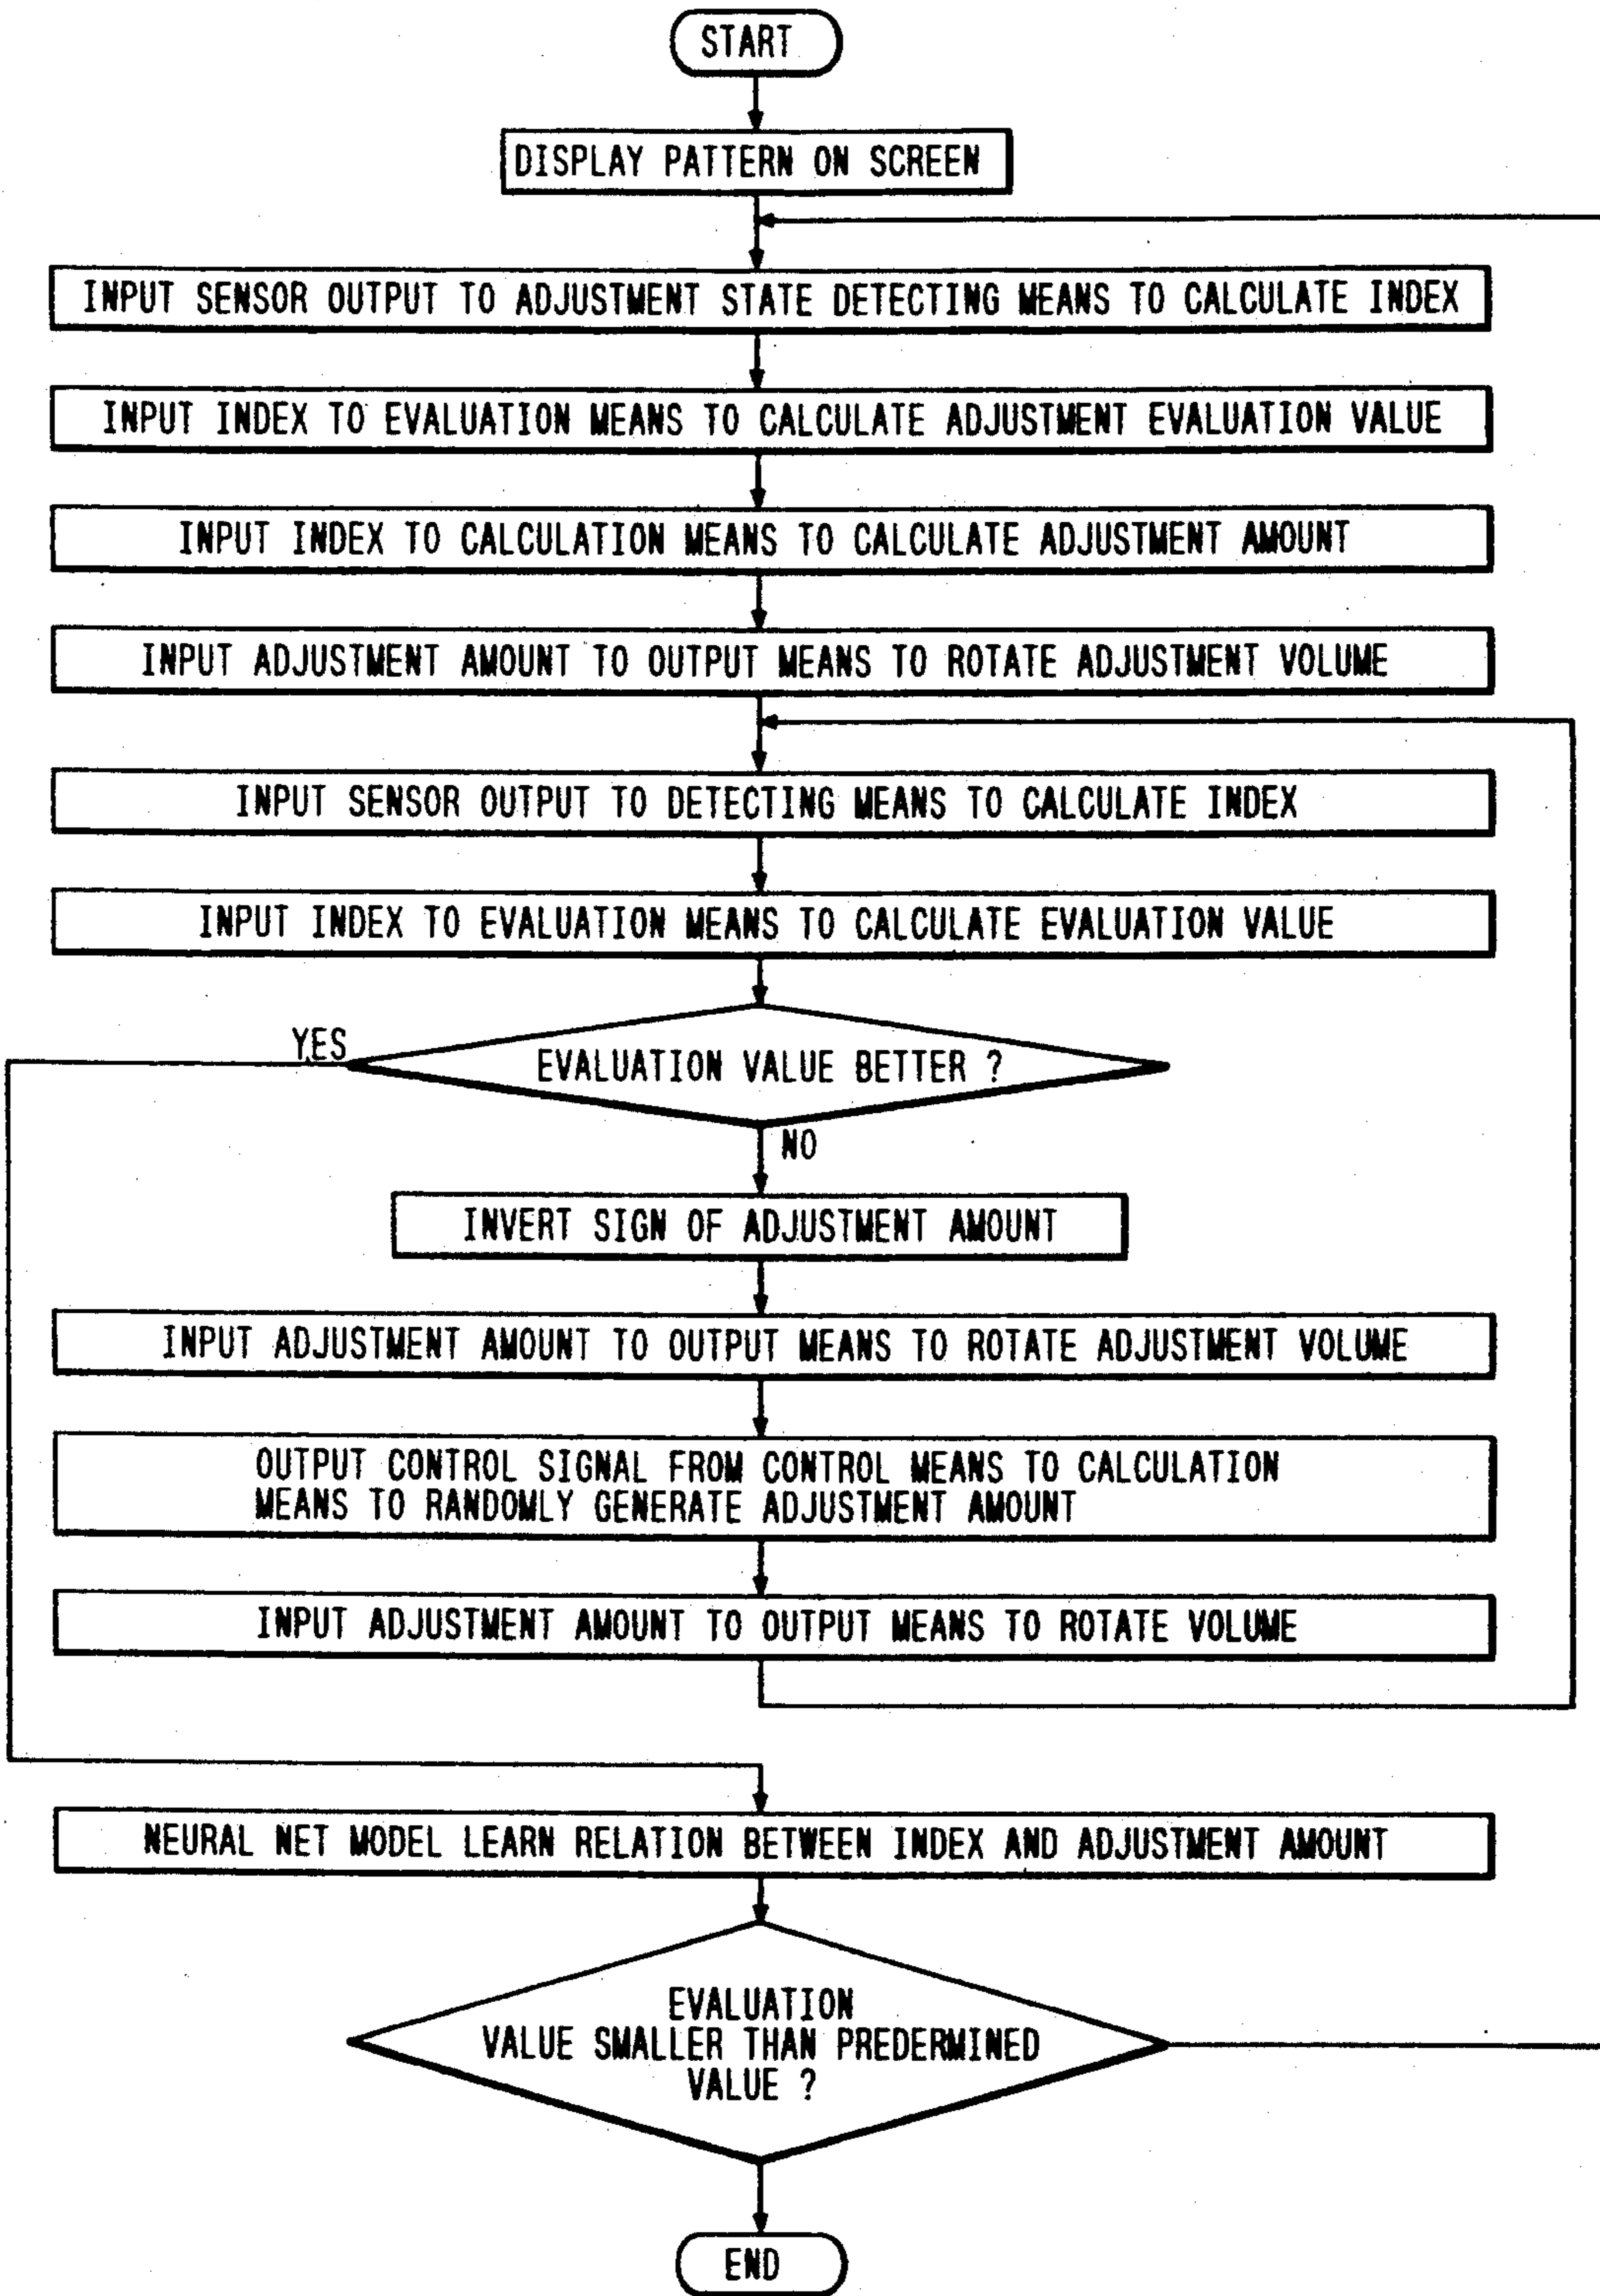 START
DISPLAY PATTERN ON SCREEN
INPUT SENSOR OUTPUT TO ADJUSTMENT STATE DETECTING MEANS TO CALCULATE INDEX
INPUT INDEX TO EVALUATION MEANS TO CALCULATE ADJUSTMENT EVALUATION VALUE
INPUT INDEX TO CALCULATION MEANS TO CALCULATE ADJUSTMENT AMOUNT
INPUT ADJUSTMENT AMOUNT TO OUTPUT MEANS TO ROTATE ADJUSTMENT VOLUME
INPUT SENSOR OUTPUT TO DETECTING MEANS TO CALCULATE INDEX
INPUT INDEX TO EVALUATION MEANS TO CALCULATE EVALUATION VALUE
YES
EVALUATION VALUE BETTER ?
NO
INVERT SIGN OF ADJUSTMENT AMOUNT
INPUT ADJUSTMENT AMOUNT TO OUTPUT MEANS TO ROTATE ADJUSTMENT VOLUME
OUTPUT CONTROL SIGNAL FROM CONTROL MEANS TO CALCULATION
MEANS TO RANDOMLY GENERATE ADJUSTMENT AMOUNT
INPUT ADJUSTMENT AMOUNT TO OUTPUT MEANS TO ROTATE VOLUME
NEURAL NET MODEL LEARN RELATION BETWEEN INDEX AND ADJUSTMENT AMOUNT
EVALUATION
VALUE SMALLER THAN PREDERMINED
VALUE ?
END